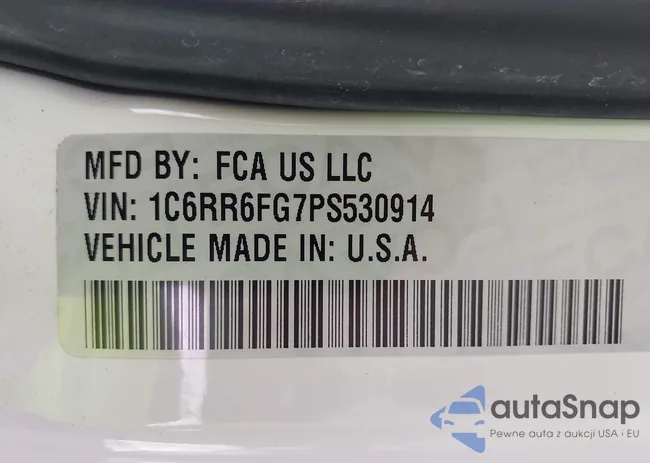 MFD BY: FCA US LLC
VIN: 1C6RR6FG7PS530914
VEHICLE MADE IN: U.S.A.
autaSnap
Pewne auta z aukcji USA i EU